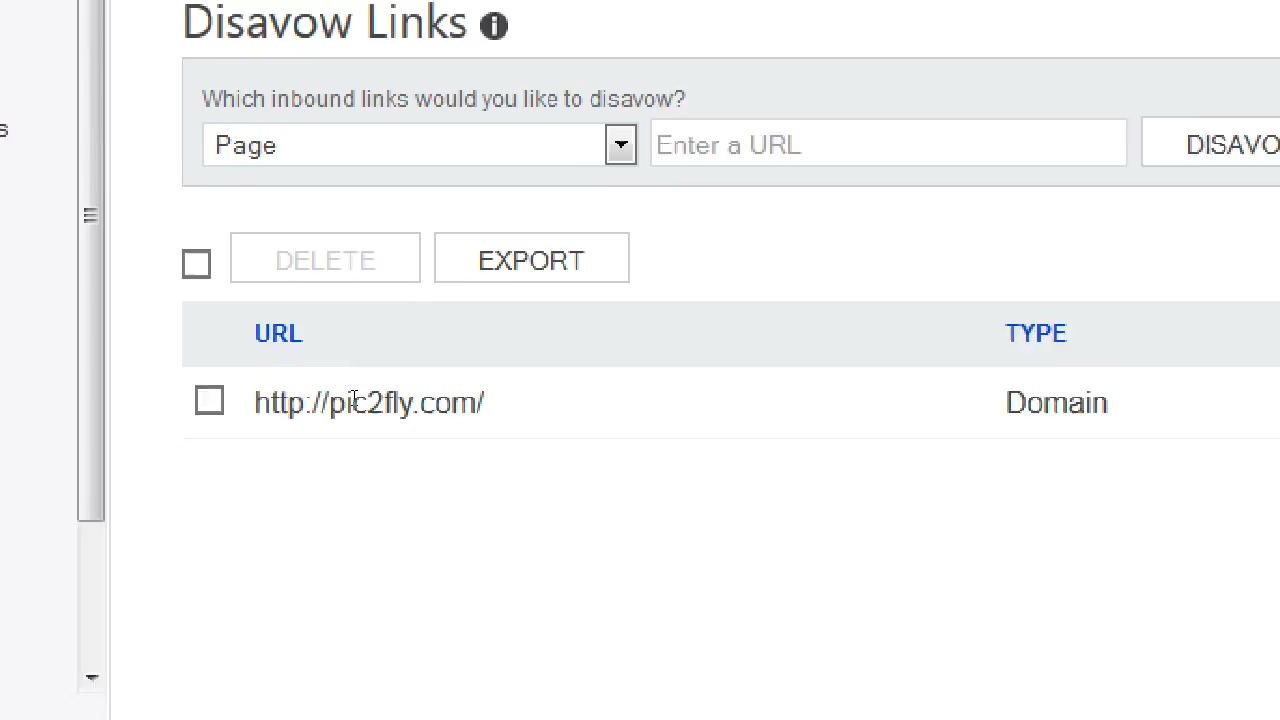 Disavow Links
Which inbound links would you like to disavow?
Page Enter a URL
DELETE EXPORT
URL TYPE
http://pic2fly.com/ Domain